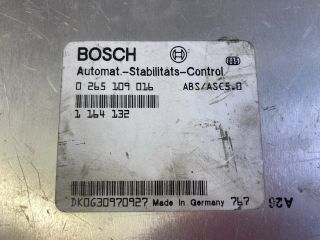 BOSCH
Automat.-Stabilitäts-Control
0 265 109 016 ABS/ASC5.0
1 164 132
DK0630970927 Made in Germany 767 A26